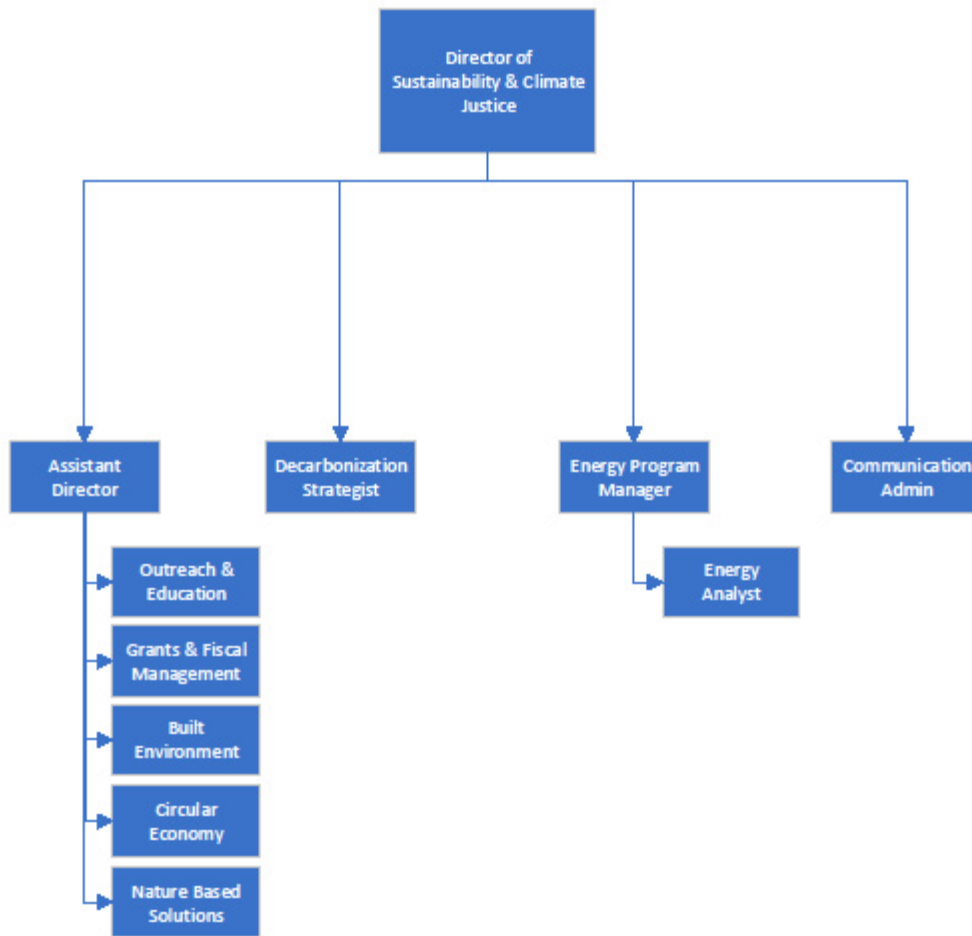 Director of
Sustainability & Climate
Justice
Assistant
Director
Decarbonization
Strategist
Energy Program
Manager
Communication
Admin
Outreach &
Education
Energy
Analyst
Grants & Fiscal
Management
Built
Environment
Circular
Economy
Nature Based
Solutions